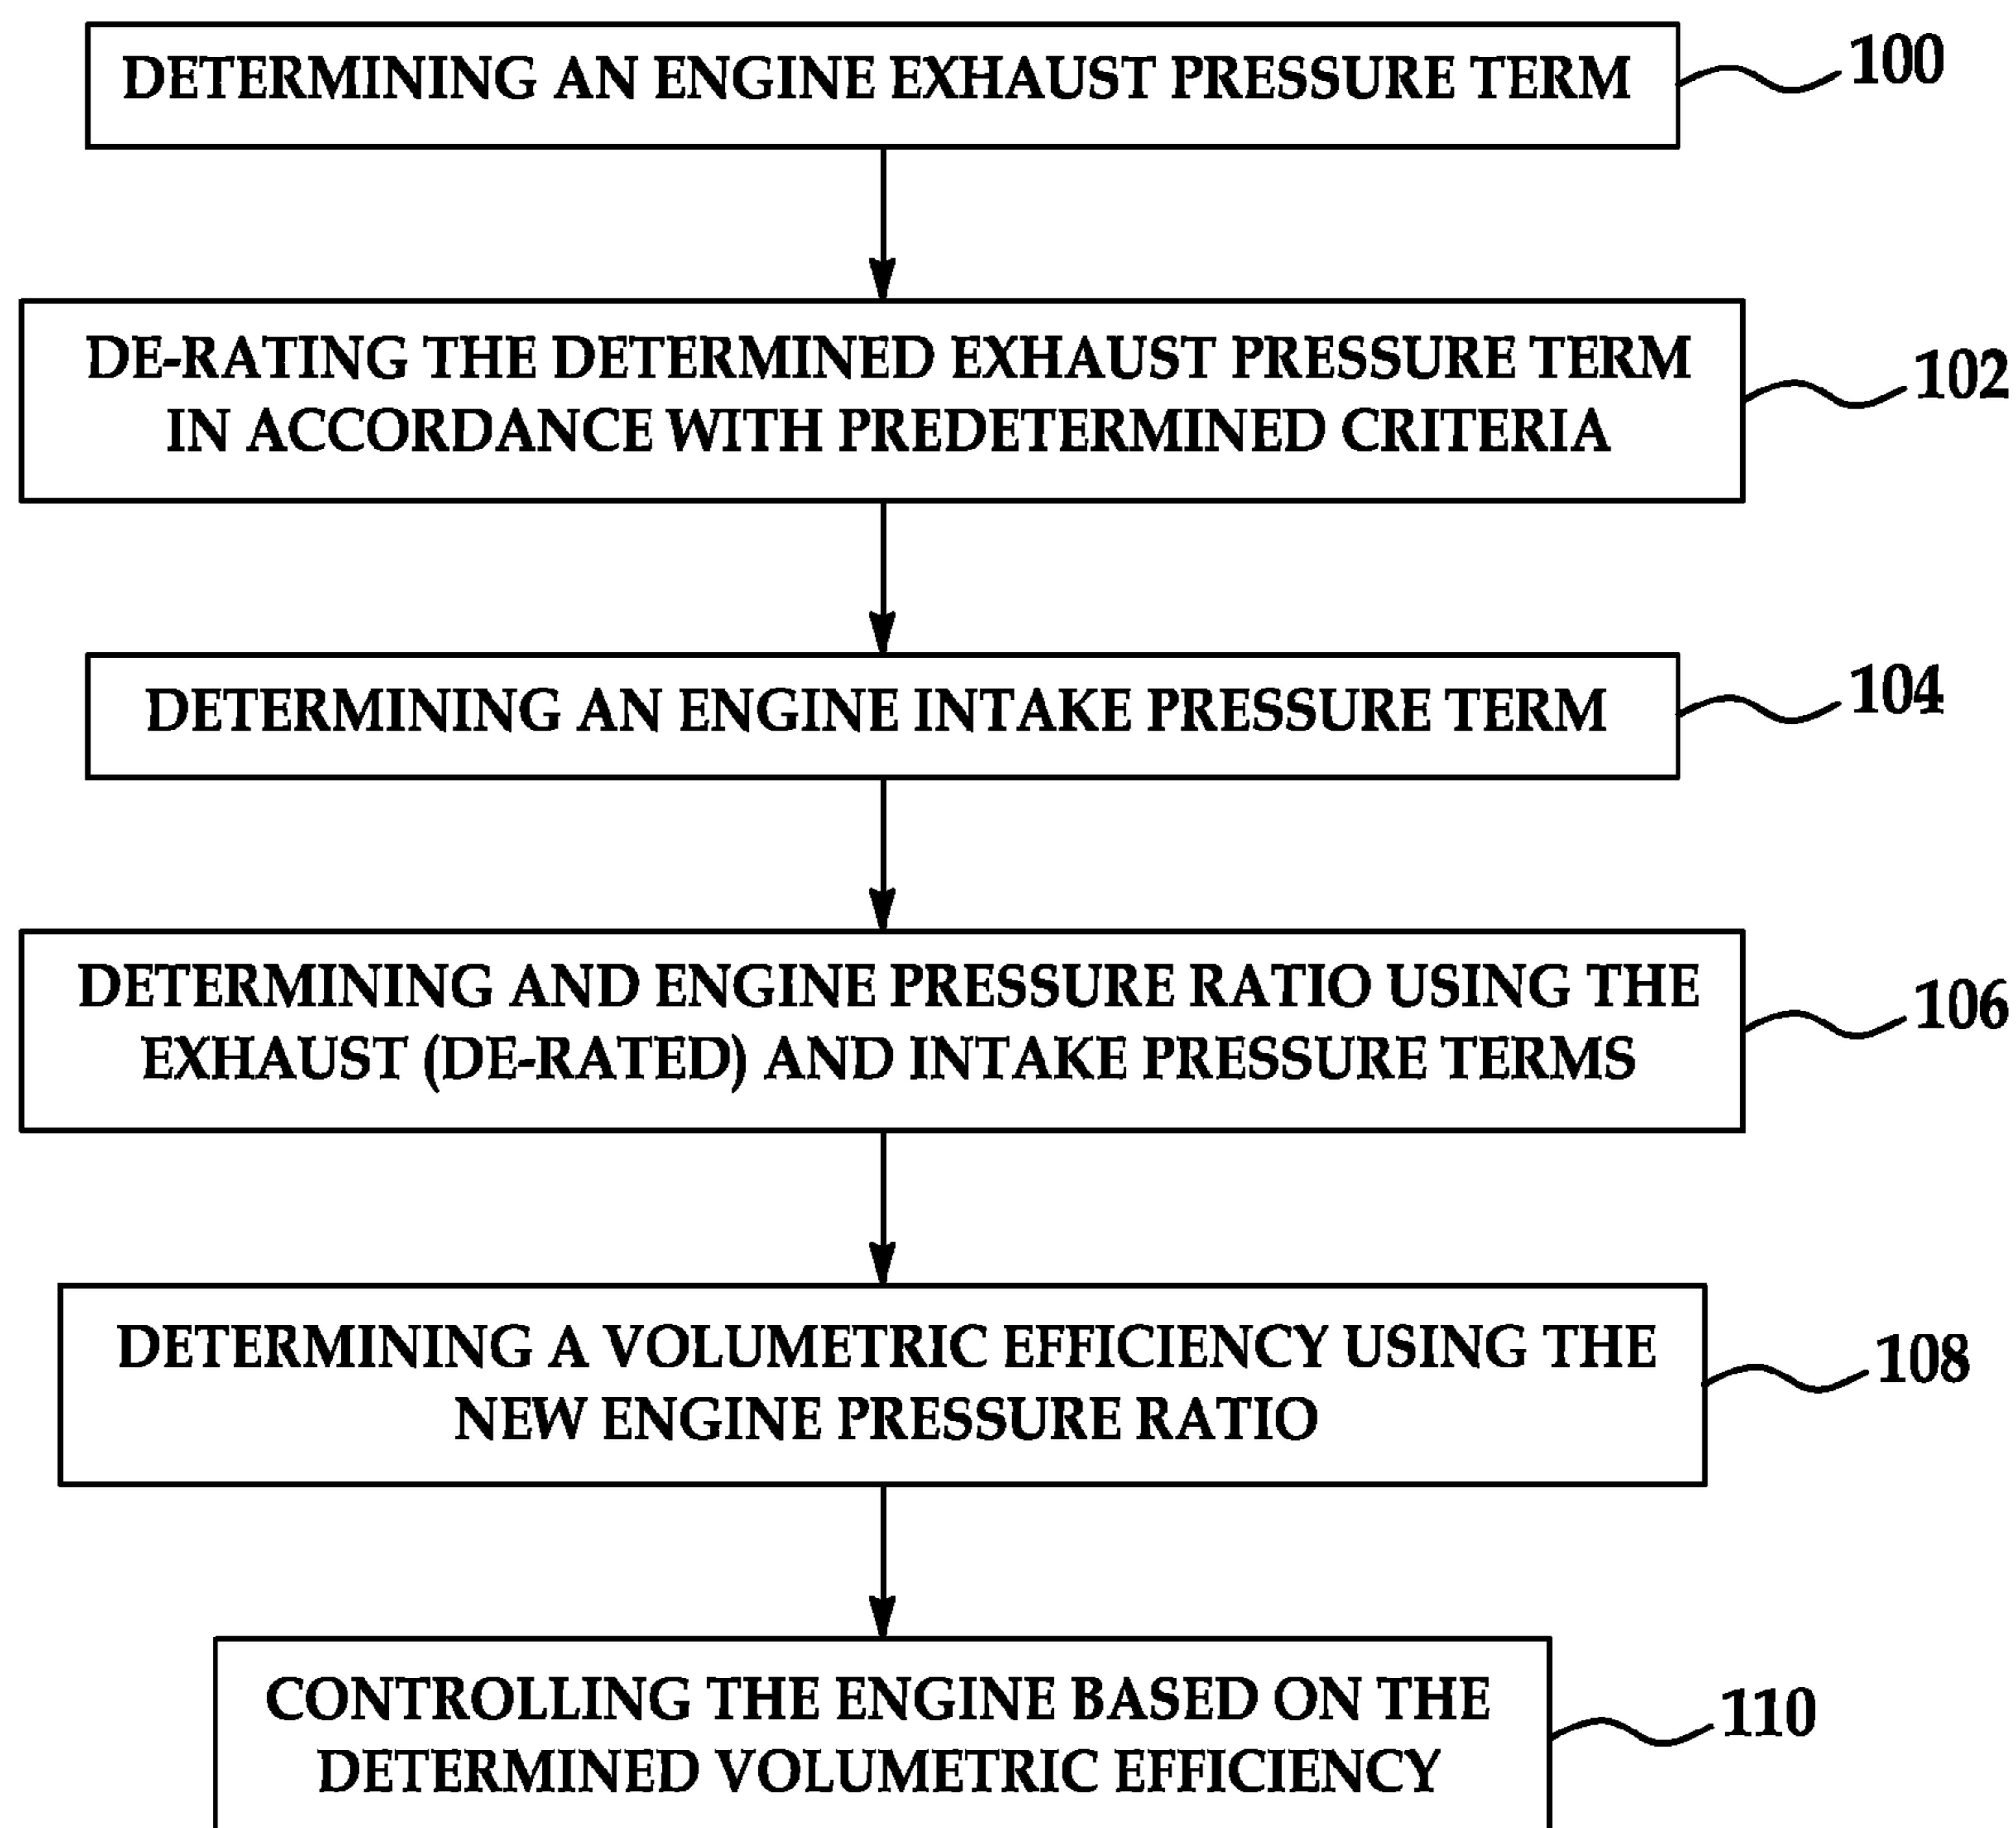 DETERMINING AN ENGINE EXHAUST PRESSURE TERM
100
DE-RATING THE DETERMINED EXHAUST PRESSURE TERM
IN ACCORDANCE WITH PREDETERMINED CRITERIA
102
DETERMINING AN ENGINE INTAKE PRESSURE TERM
104
DETERMINING AND ENGINE PRESSURE RATIO USING THE
EXHAUST (DE-RATED) AND INTAKE PRESSURE TERMS
106
DETERMINING A VOLUMETRIC EFFICIENCY USING THE
NEW ENGINE PRESSURE RATIO
108
CONTROLLING THE ENGINE BASED ON THE
DETERMINED VOLUMETRIC EFFICIENCY
110